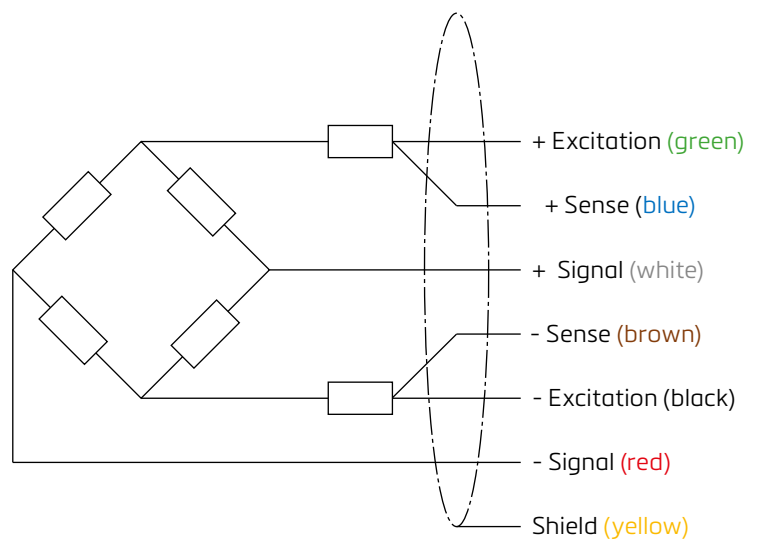 + Excitation (green)
+ Sense (blue)
+ Signal (white)
- Sense (brown)
- Excitation (black)
- Signal (red)
Shield (yellow)